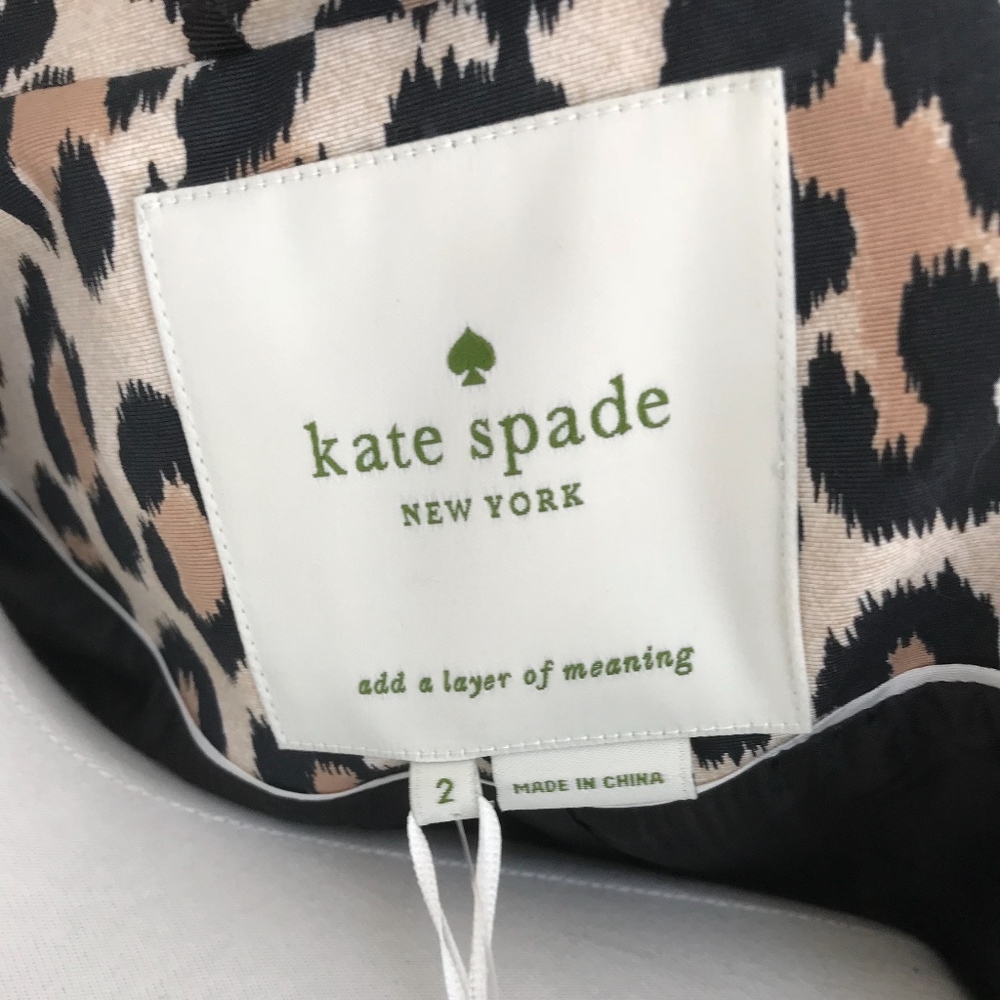 kate spade
NEW YORK
add a layer of meaning
2
MADE IN CHINA